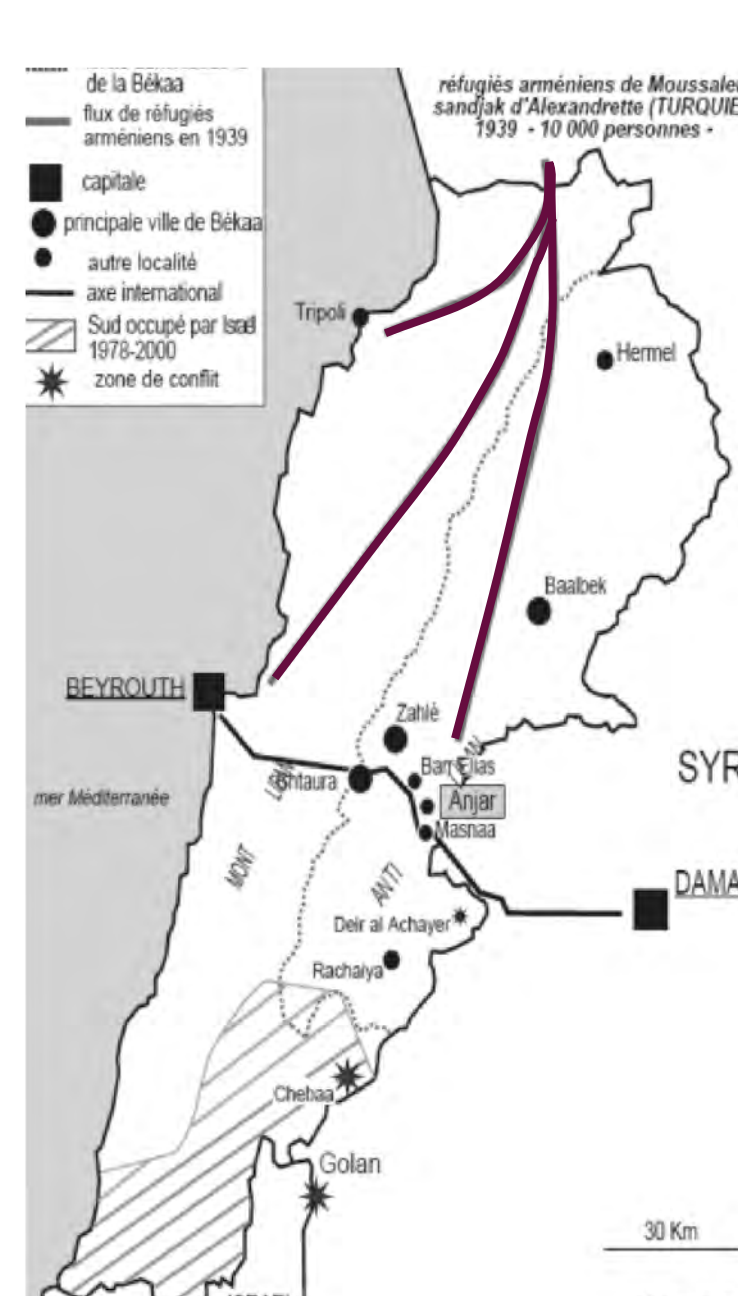 de la Békaa
flux de réfugiés
arméniens en 1939
capitale
principale ville de Békaa
autre localité
axe international
Sud occupé par Israël
1978-2000
zone de conflit
réfugiés arméniens de
sandjak d'Alexandrette (TURQUIE
1939 - 10 000 personnes -
Tripoli
Hermel
Baalbek
BEYROUTH
Zahlé
Barr Elias
LIBAN
Chtaura
mer Méditerranée
SYR
Anjar
Masnaa
MONT
ANTI
DAMA
Deir al Achayer
Rachaiya
Chebaa
Golan
30 Km